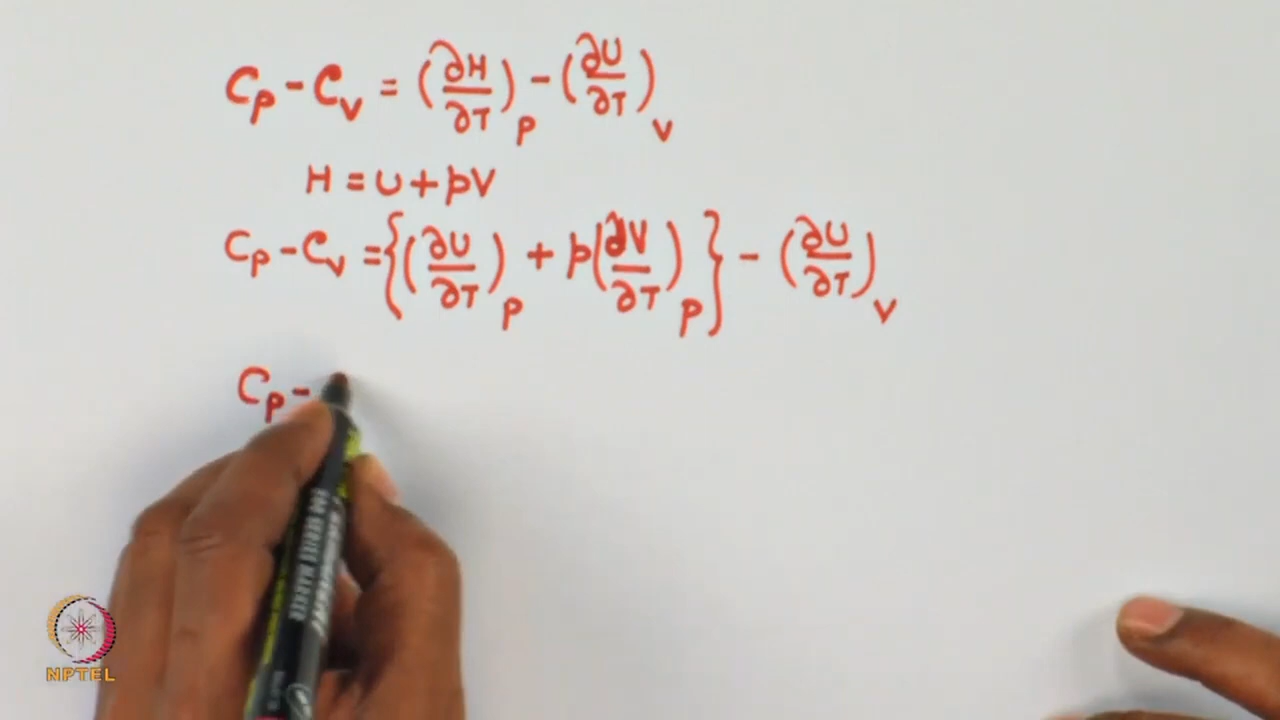 Cp - Cv = (∂H/∂T)p - (∂U/∂T)v
H = U + pV
Cp - Cv = {(∂U/∂T)p + p(∂V/∂T)p} - (∂U/∂T)v
Cp -
NPTEL